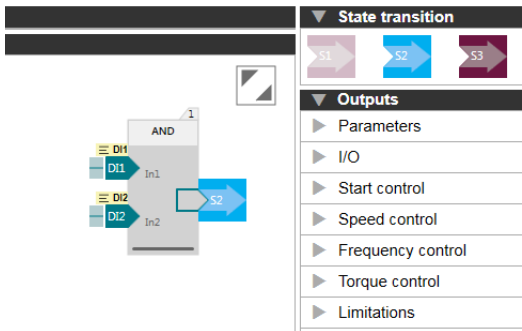 State transition
S1
S2
S3
Outputs
Parameters
I/O
Start control
Speed control
Frequency control
Torque control
Limitations
1
AND
DI1
DI1
In1
DI2
DI2
In2
S2